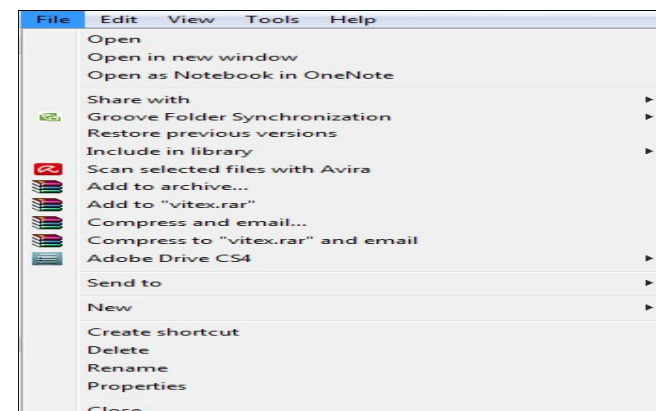 File Edit View Tools Help
Open
Open in new window
Open as Notebook in OneNote
Share with
Groove Folder Synchronization
Restore previous versions
Include in library
Scan selected files with Avira
Add to archive...
Add to "vitex.rar"
Compress and email...
Compress to "vitex.rar" and email
Adobe Drive CS4
Send to
New
Create shortcut
Delete
Rename
Properties
Close